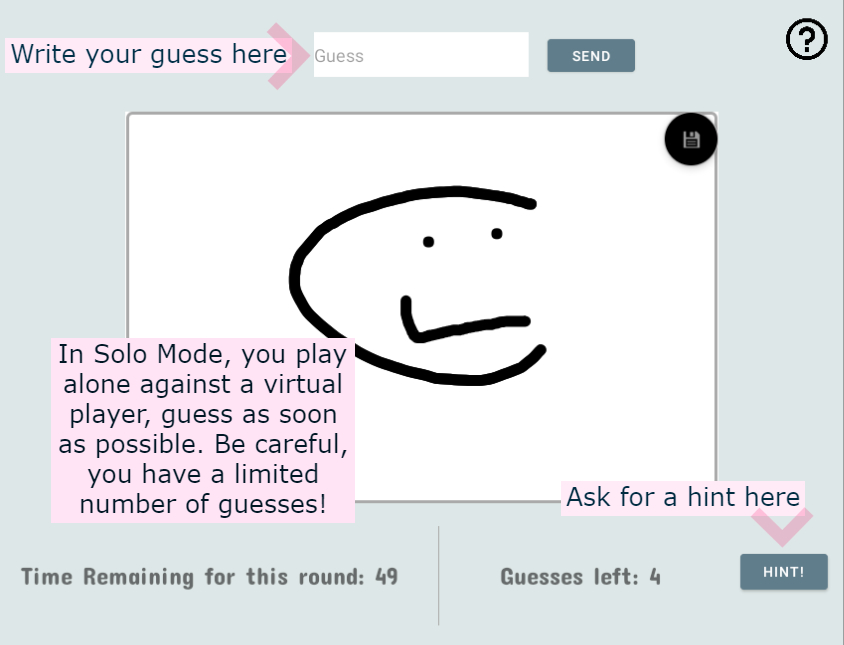 Write your guess here
Guess
SEND
?
In Solo Mode, you play
alone against a virtual
player, guess as soon
as possible. Be careful,
you have a limited
number of guesses!
Ask for a hint here
Time Remaining for this round: 49
Guesses left: 4
HINT!